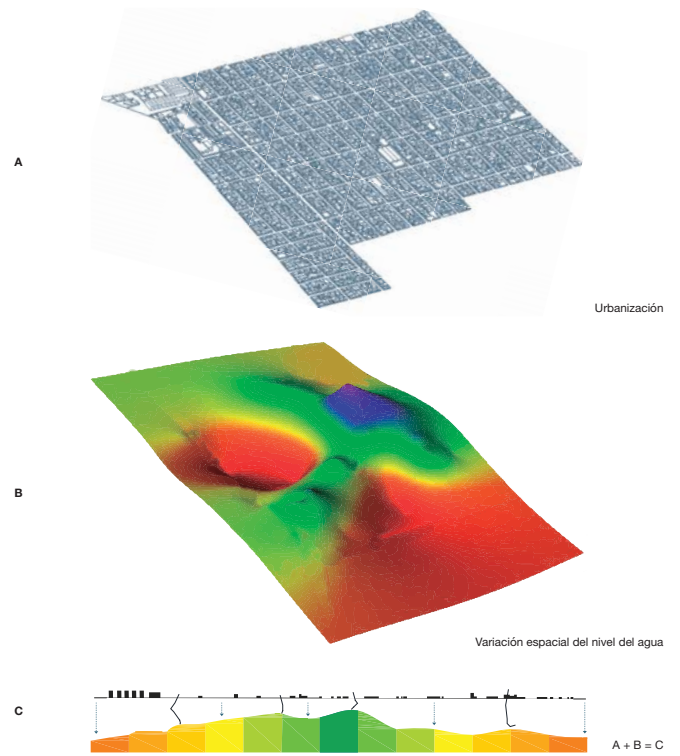 A
Urbanización
B
Variación espacial del nivel del agua
C
A + B = C